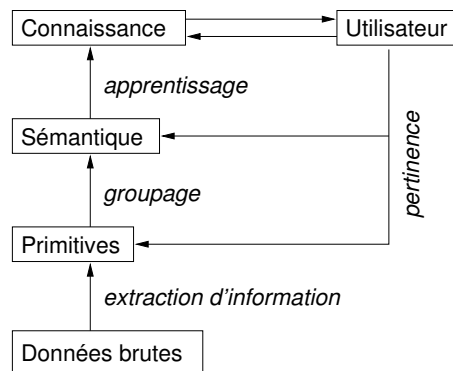 Connaissance
Utilisateur
apprentissage
Sémantique
pertinence
groupage
Primitives
extraction d'information
Données brutes